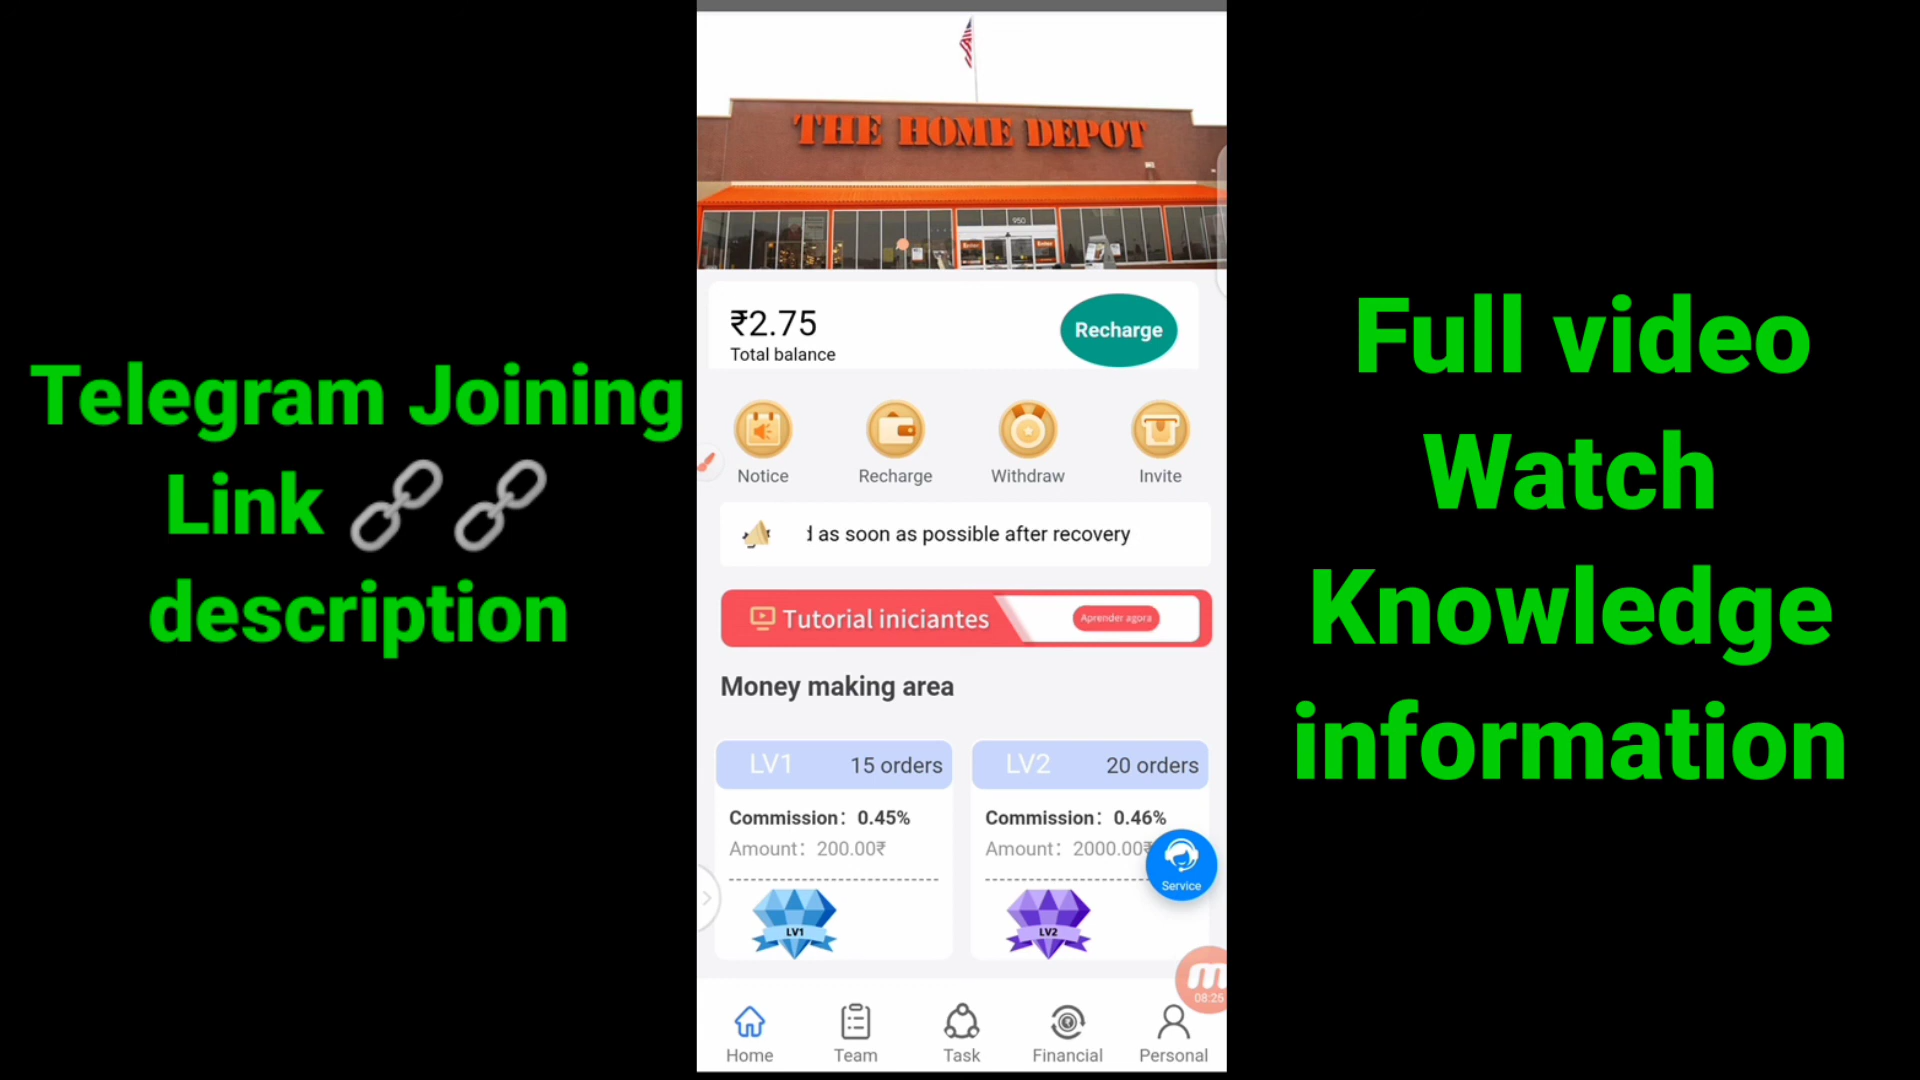 Telegram Joining
Link
description
THE HOME DEPOT
950
₹2.75
Total balance
Recharge
Notice
Recharge
Withdraw
Invite
as soon as possible after recovery
Tutorial iniciantes
Aprender agora
Money making area
LV1
15 orders
Commission: 0.45%
Amount: 200.00₹
LV1
LV2
20 orders
Commission: 0.46%
Amount: 2000.00₹
LV2
Service
08:25
Home
Team
Task
Financial
Personal
Full video
Watch
Knowledge
information